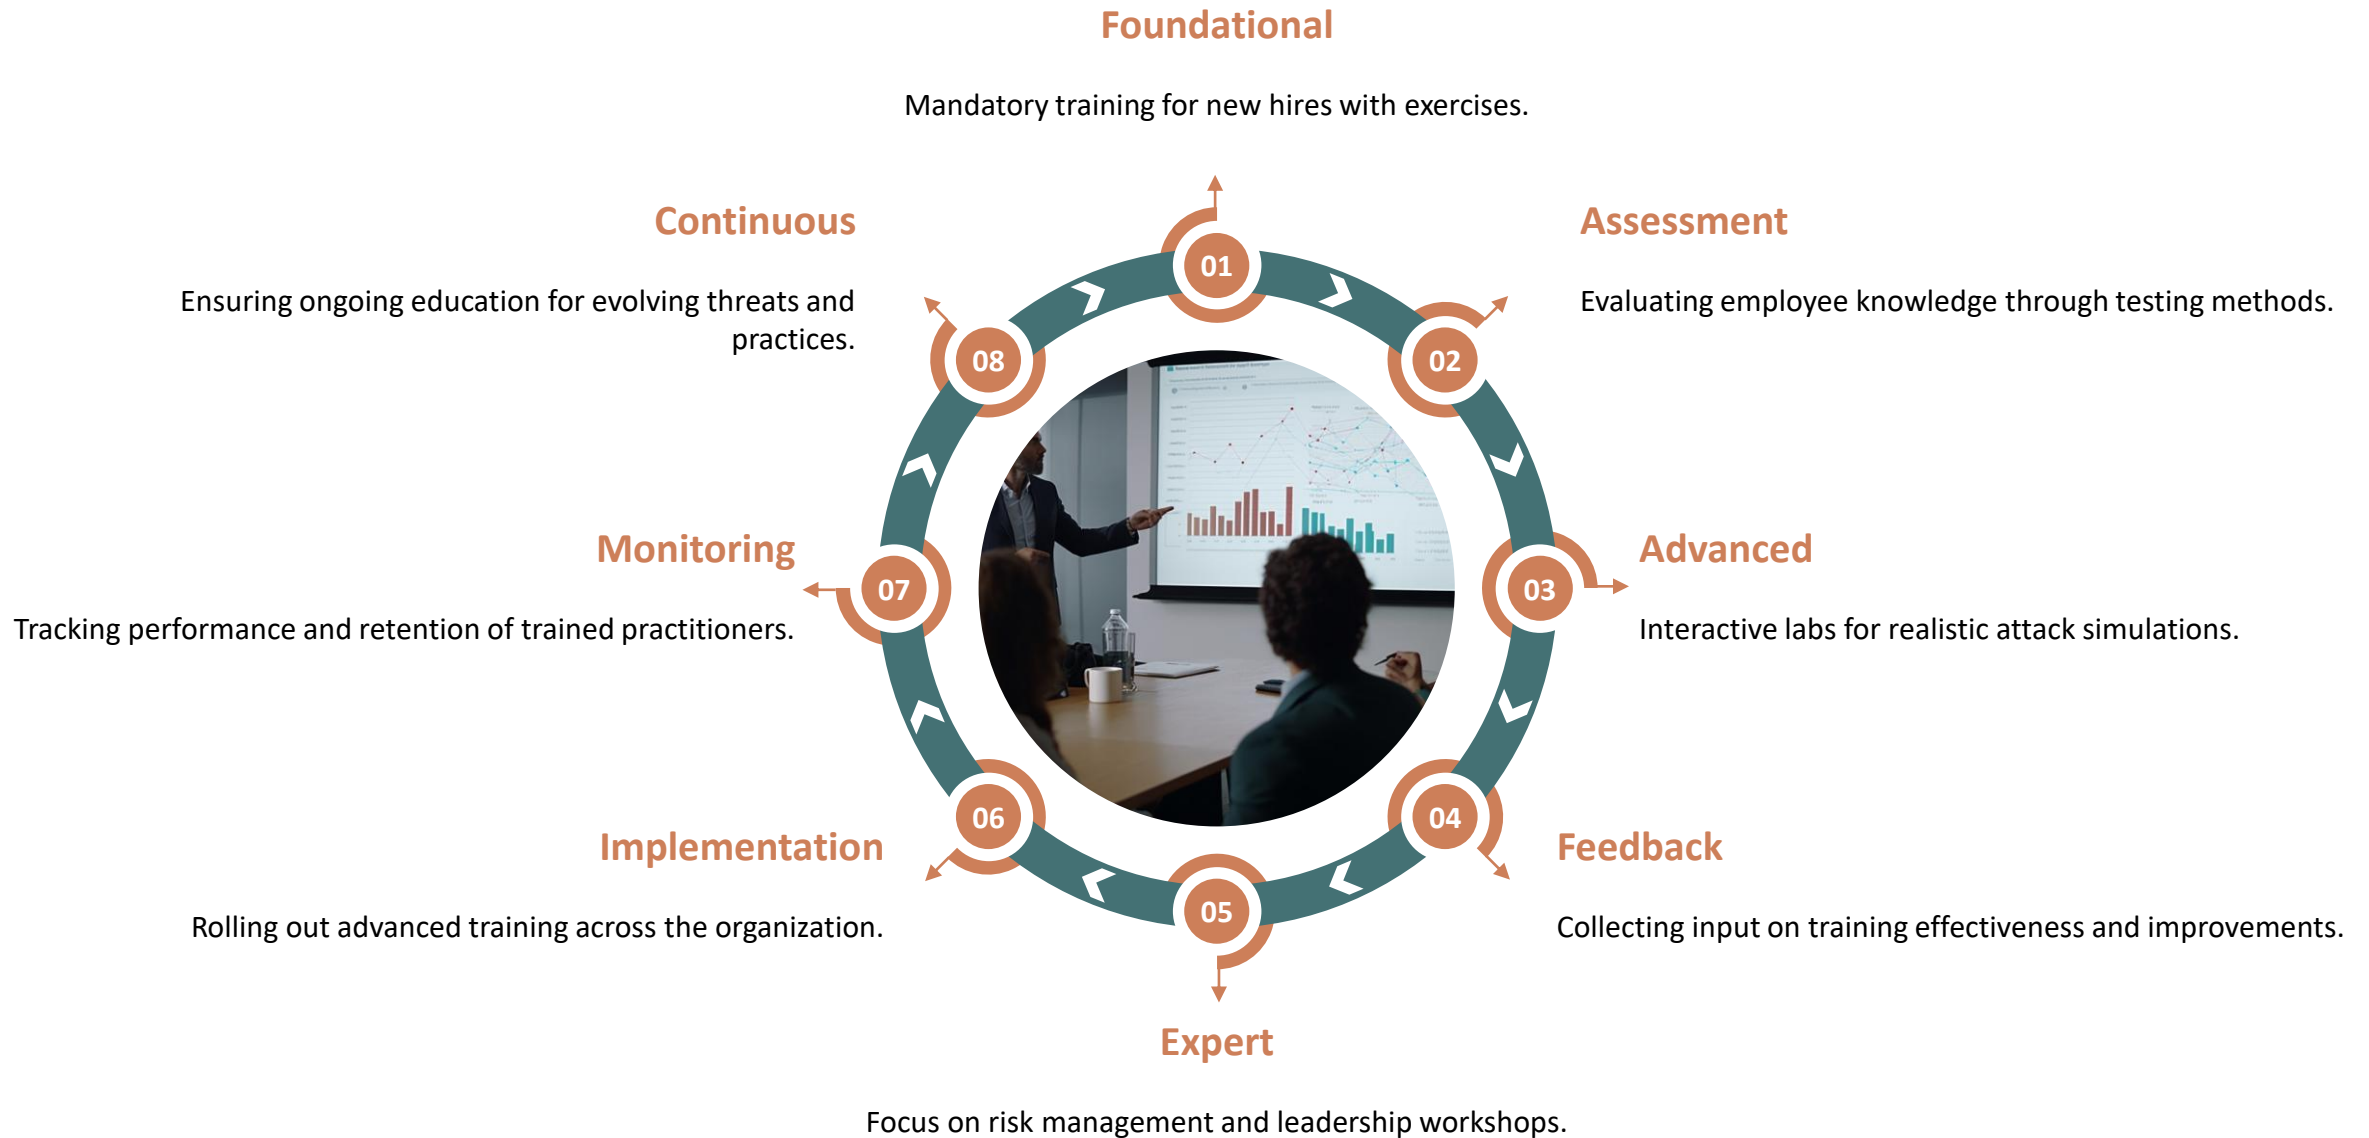 Foundational
Mandatory training for new hires with exercises.
01
Assessment
Evaluating employee knowledge through testing methods.
02
Advanced
Interactive labs for realistic attack simulations.
03
Feedback
Collecting input on training effectiveness and improvements.
04
Expert
Focus on risk management and leadership workshops.
05
Implementation
Rolling out advanced training across the organization.
06
Monitoring
Tracking performance and retention of trained practitioners.
07
Continuous
Ensuring ongoing education for evolving threats and
practices.
08